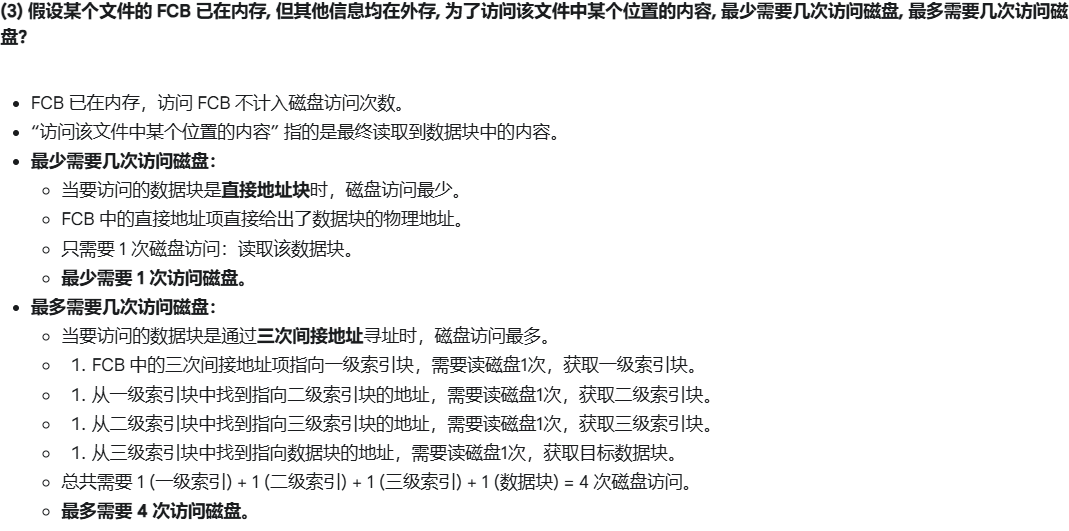 (3) 假设某个文件的 FCB 已在内存, 但其他信息均在外存, 为了访问该文件中某个位置的内容, 最少需要几次访问磁盘, 最多需要几次访问磁
盘?
• FCB 已在内存，访问 FCB 不计入磁盘访问次数。
• “访问该文件中某个位置的内容” 指的是最终读取到数据块中的内容。
• 最少需要几次访问磁盘：
○ 当要访问的数据块是直接地址块时，磁盘访问最少。
○ FCB 中的直接地址项直接给出了数据块的物理地址。
○ 只需要 1 次磁盘访问：读取该数据块。
○ 最少需要 1 次访问磁盘。
• 最多需要几次访问磁盘：
○ 当要访问的数据块是通过三次间接地址寻址时，磁盘访问最多。
○ 1. FCB 中的三次间接地址项指向一级索引块，需要读磁盘1次，获取一级索引块。
○ 1. 从一级索引块中找到指向二级索引块的地址，需要读磁盘1次，获取二级索引块。
○ 1. 从二级索引块中找到指向三级索引块的地址，需要读磁盘1次，获取三级索引块。
○ 1. 从三级索引块中找到指向数据块的地址，需要读磁盘1次，获取目标数据块。
○ 总共需要 1 (一级索引) + 1 (二级索引) + 1 (三级索引) + 1 (数据块) = 4 次磁盘访问。
○ 最多需要 4 次访问磁盘。